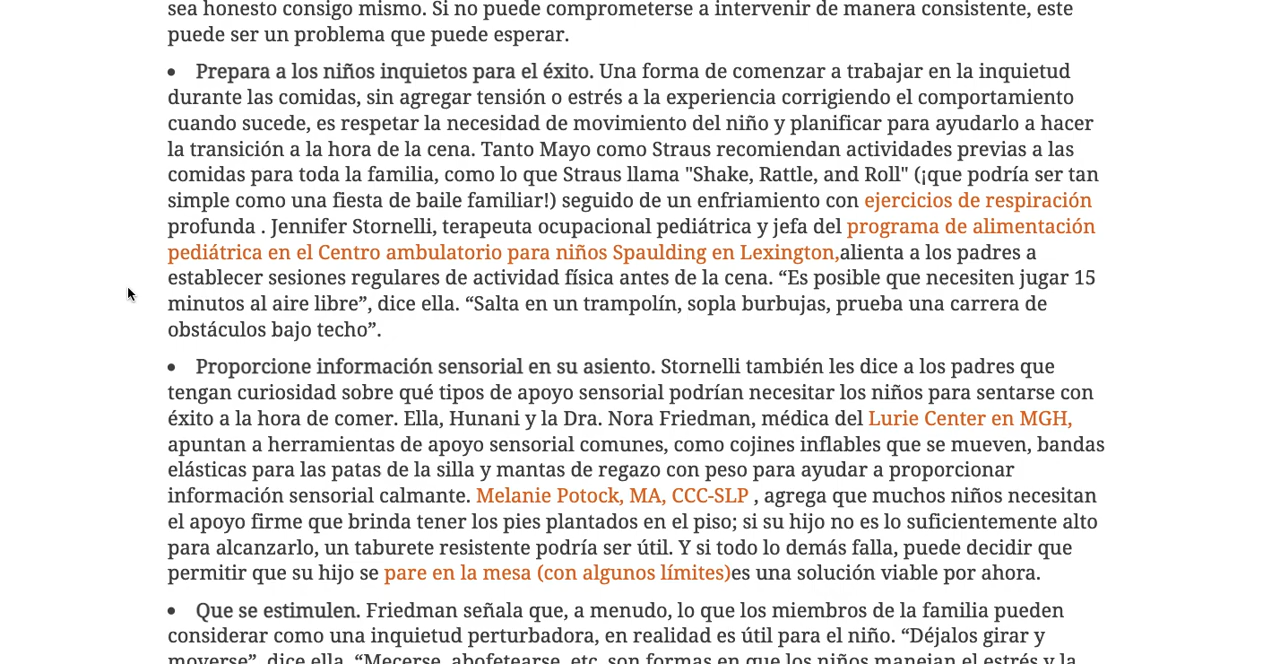 sea honesto consigo mismo. Si no puede comprometerse a intervenir de manera consistente, este
puede ser un problema que puede esperar.
• Prepara a los niños inquietos para el éxito. Una forma de comenzar a trabajar en la inquietud
durante las comidas, sin agregar tensión o estrés a la experiencia corrigiendo el comportamiento
cuando sucede, es respetar la necesidad de movimiento del niño y planificar para ayudarlo a hacer
la transición a la hora de la cena. Tanto Mayo como Straus recomiendan actividades previas a las
comidas para toda la familia, como lo que Straus llama "Shake, Rattle, and Roll" (¡que podría ser tan
simple como una fiesta de baile familiar!) seguido de un enfriamiento con ejercicios de respiración
profunda . Jennifer Stornelli, terapeuta ocupacional pediátrica y jefa del programa de alimentación
pediátrica en el Centro ambulatorio para niños Spaulding en Lexington,alienta a los padres a
establecer sesiones regulares de actividad física antes de la cena. “Es posible que necesiten jugar 15
minutos al aire libre”, dice ella. “Salta en un trampolín, sopla burbujas, prueba una carrera de
obstáculos bajo techo”.
• Proporcione información sensorial en su asiento. Stornelli también les dice a los padres que
tengan curiosidad sobre qué tipos de apoyo sensorial podrían necesitar los niños para sentarse con
éxito a la hora de comer. Ella, Hunani y la Dra. Nora Friedman, médica del Lurie Center en MGH,
apuntan a herramientas de apoyo sensorial comunes, como cojines inflables que se mueven, bandas
elásticas para las patas de la silla y mantas de regazo con peso para ayudar a proporcionar
información sensorial calmante. Melanie Potock, MA, CCC-SLP , agrega que muchos niños necesitan
el apoyo firme que brinda tener los pies plantados en el piso; si su hijo no es lo suficientemente alto
para alcanzarlo, un taburete resistente podría ser útil. Y si todo lo demás falla, puede decidir que
permitir que su hijo se pare en la mesa (con algunos límites)es una solución viable por ahora.
• Que se estimulen. Friedman señala que, a menudo, lo que los miembros de la familia pueden
considerar como una inquietud perturbadora, en realidad es útil para el niño. “Déjalos girar y
moverse”, dice ella. “Mecerse, abofetearse, etc. son formas en que los niños manejan el estrés y la